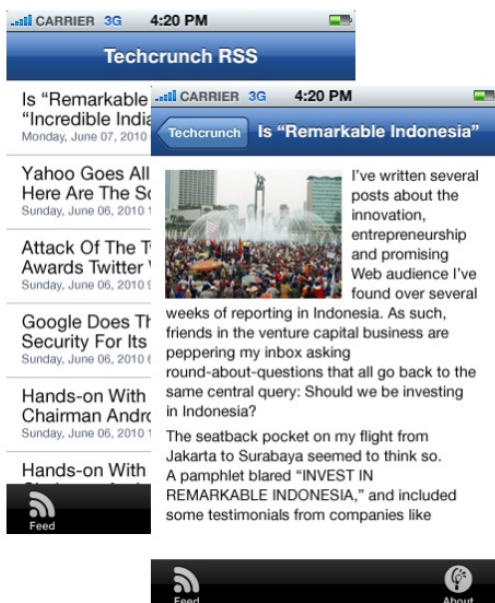 CARRIER 3G 4:20 PM
Techcrunch RSS
Is “Remarkable
“Incredible India
Monday, June 07, 2010
Yahoo Goes All
Here Are The
Sunday, June 06, 2010
Attack Of The
Awards Twitter
Sunday, June 06, 2010
Google Does
Security For Its
Sunday, June 06, 2010
Hands-on With
Chairman
Sunday, June 06, 2010
Hands-on With
Feed
CARRIER 3G 4:20 PM
Techcrunch Is “Remarkable Indonesia”
I’ve written several
posts about the
innovation,
entrepreneurship
and promising
Web audience I’ve
found over several
weeks of reporting in Indonesia. As such,
friends in the venture capital business are
peppering my inbox asking
round-about-questions that all go back to the
same central query: Should we be investing
in Indonesia?
The seatback pocket on my flight from
Jakarta to Surabaya seemed to think so.
A pamphlet blared “INVEST IN
REMARKABLE INDONESIA,” and included
some testimonials from companies like
Feed About